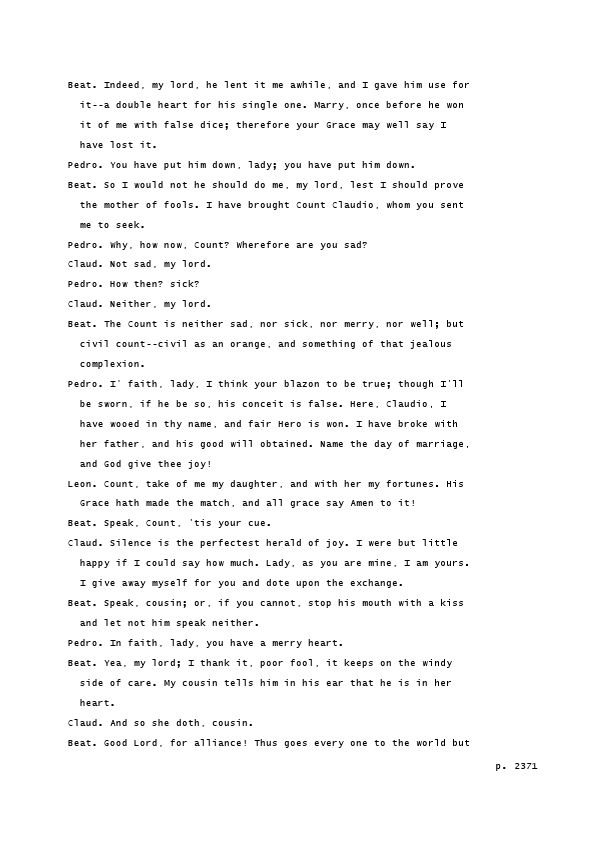 Beat. Indeed, my lord, he lent it me awhile, and I gave him use for
it--a double heart for his single one. Marry, once before he won
it of me with false dice; therefore your Grace may well say I
have lost it.
Pedro. You have put him down, lady; you have put him down.
Beat. So I would not he should do me, my lord, lest I should prove
the mother of fools. I have brought Count Claudio, whom you sent
me to seek.
Pedro. Why, how now, Count? Wherefore are you sad?
Claud. Not sad, my lord.
Pedro. How then? sick?
Claud. Neither, my lord.
Beat. The Count is neither sad, nor sick, nor merry, nor well; but
civil count--civil as an orange, and something of that jealous
complexion.
Pedro. I' faith, lady, I think your blazon to be true; though I'll
be sworn, if he be so, his conceit is false. Here, Claudio, I
have wooed in thy name, and fair Hero is won. I have broke with
her father, and his good will obtained. Name the day of marriage,
and God give thee joy!
Leon. Count, take of me my daughter, and with her my fortunes. His
Grace hath made the match, and all grace say Amen to it!
Beat. Speak, Count, 'tis your cue.
Claud. Silence is the perfectest herald of joy. I were but little
happy if I could say how much. Lady, as you are mine, I am yours.
I give away myself for you and dote upon the exchange.
Beat. Speak, cousin; or, if you cannot, stop his mouth with a kiss
and let not him speak neither.
Pedro. In faith, lady, you have a merry heart.
Beat. Yea, my lord; I thank it, poor fool, it keeps on the windy
side of care. My cousin tells him in his ear that he is in her
heart.
Claud. And so she doth, cousin.
Beat. Good Lord, for alliance! Thus goes every one to the world but
p. 2371